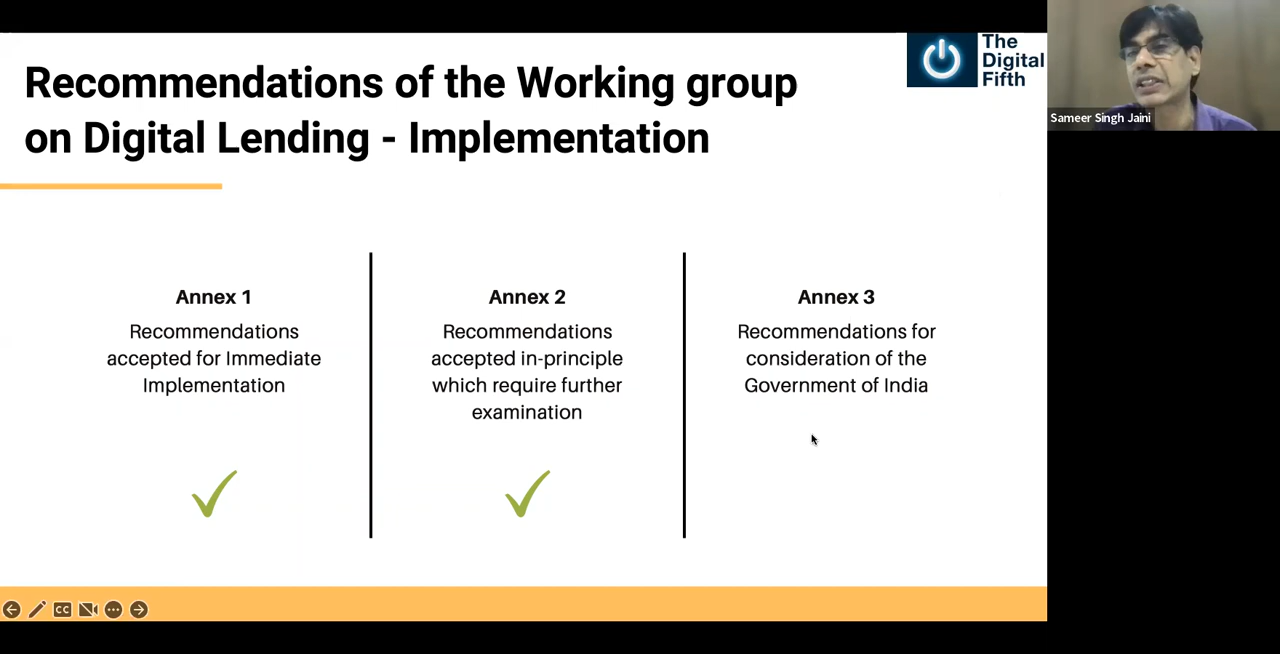 Recommendations of the Working group
on Digital Lending - Implementation
The
Digital
Fifth
Sameer Singh Jaini
Annex 1
Recommendations
accepted for Immediate
Implementation
Annex 2
Recommendations
accepted in-principle
which require further
examination
Annex 3
Recommendations for
consideration of the
Government of India
CC